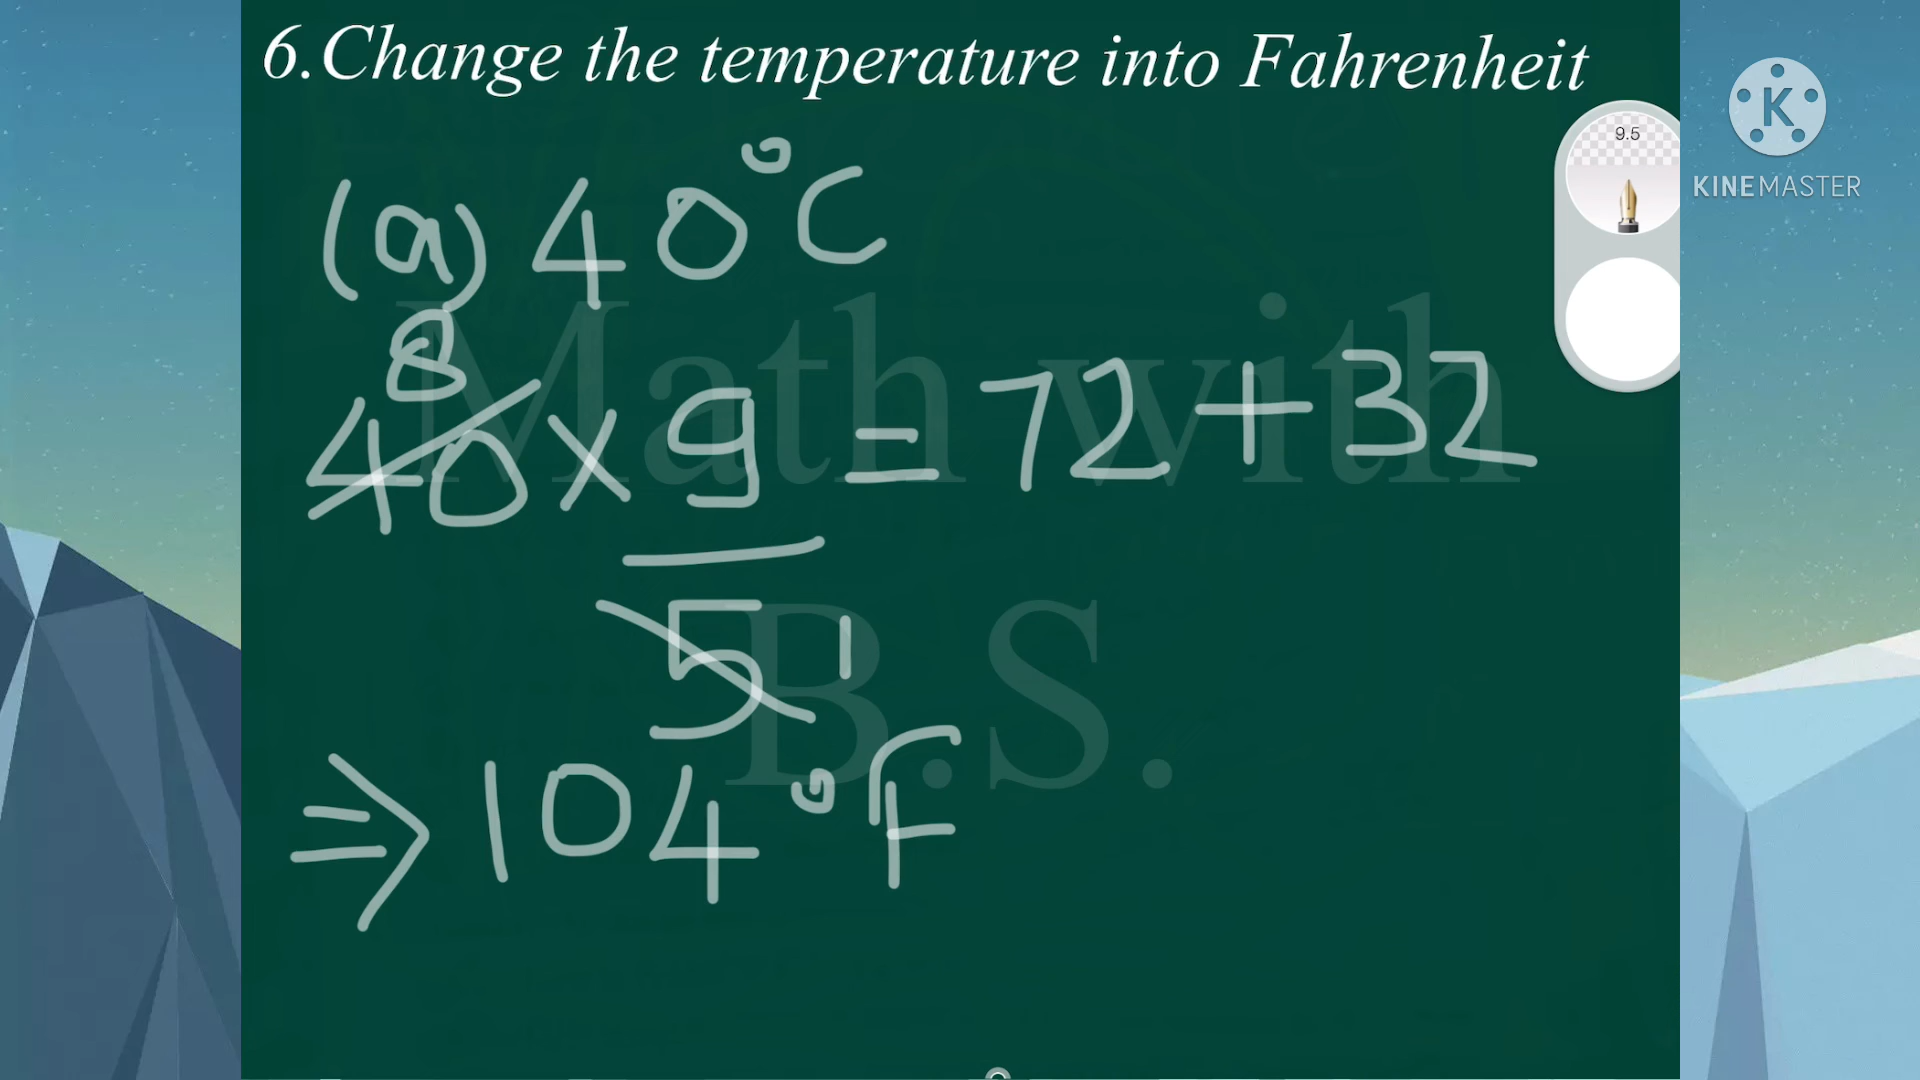 6.Change the temperature into Fahrenheit
9.5
K
KINEMASTER
(a) 40°C
8
40 × 9 = 72 + 32
5 1
⇒ 104°F
Math with
B.S.